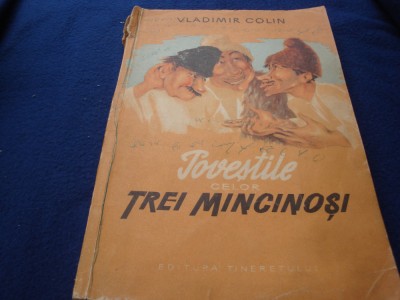 VLADIMIR COLIN
Poveștile
CELOR
TREI MINCINOȘI
EDITURA TINERETULUI